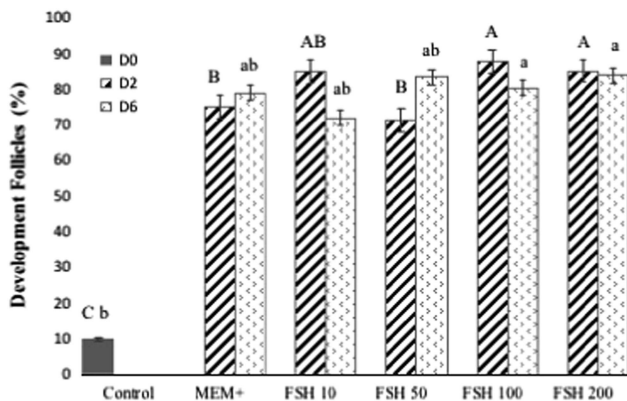 Development Follicles (%)
100
90
80
70
60
50
40
30
20
10
0
D0
D2
D6
C b
B
ab
AB
ab
B
ab
A
a
A
a
Control MEM+ FSH 10 FSH 50 FSH 100 FSH 200